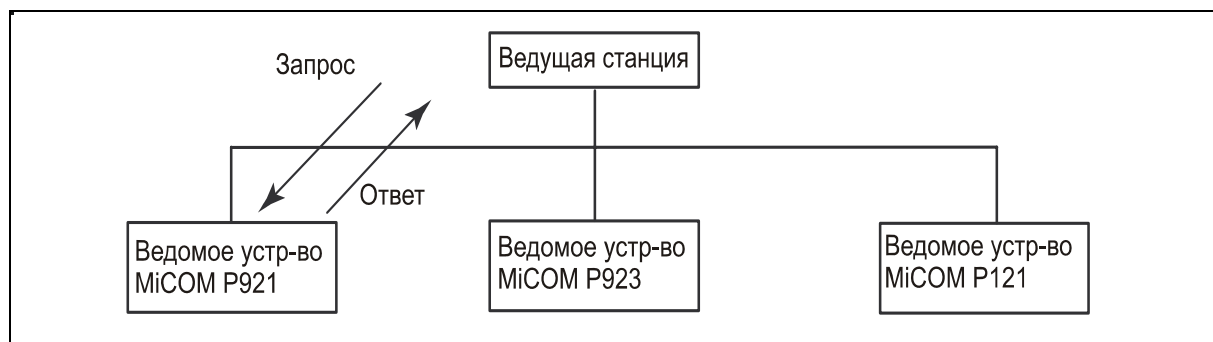 Ведущая станция
Запрос
Ответ
Ведомое устр-во
MiCOM P921
Ведомое устр-во
MiCOM P923
Ведомое устр-во
MiCOM P121